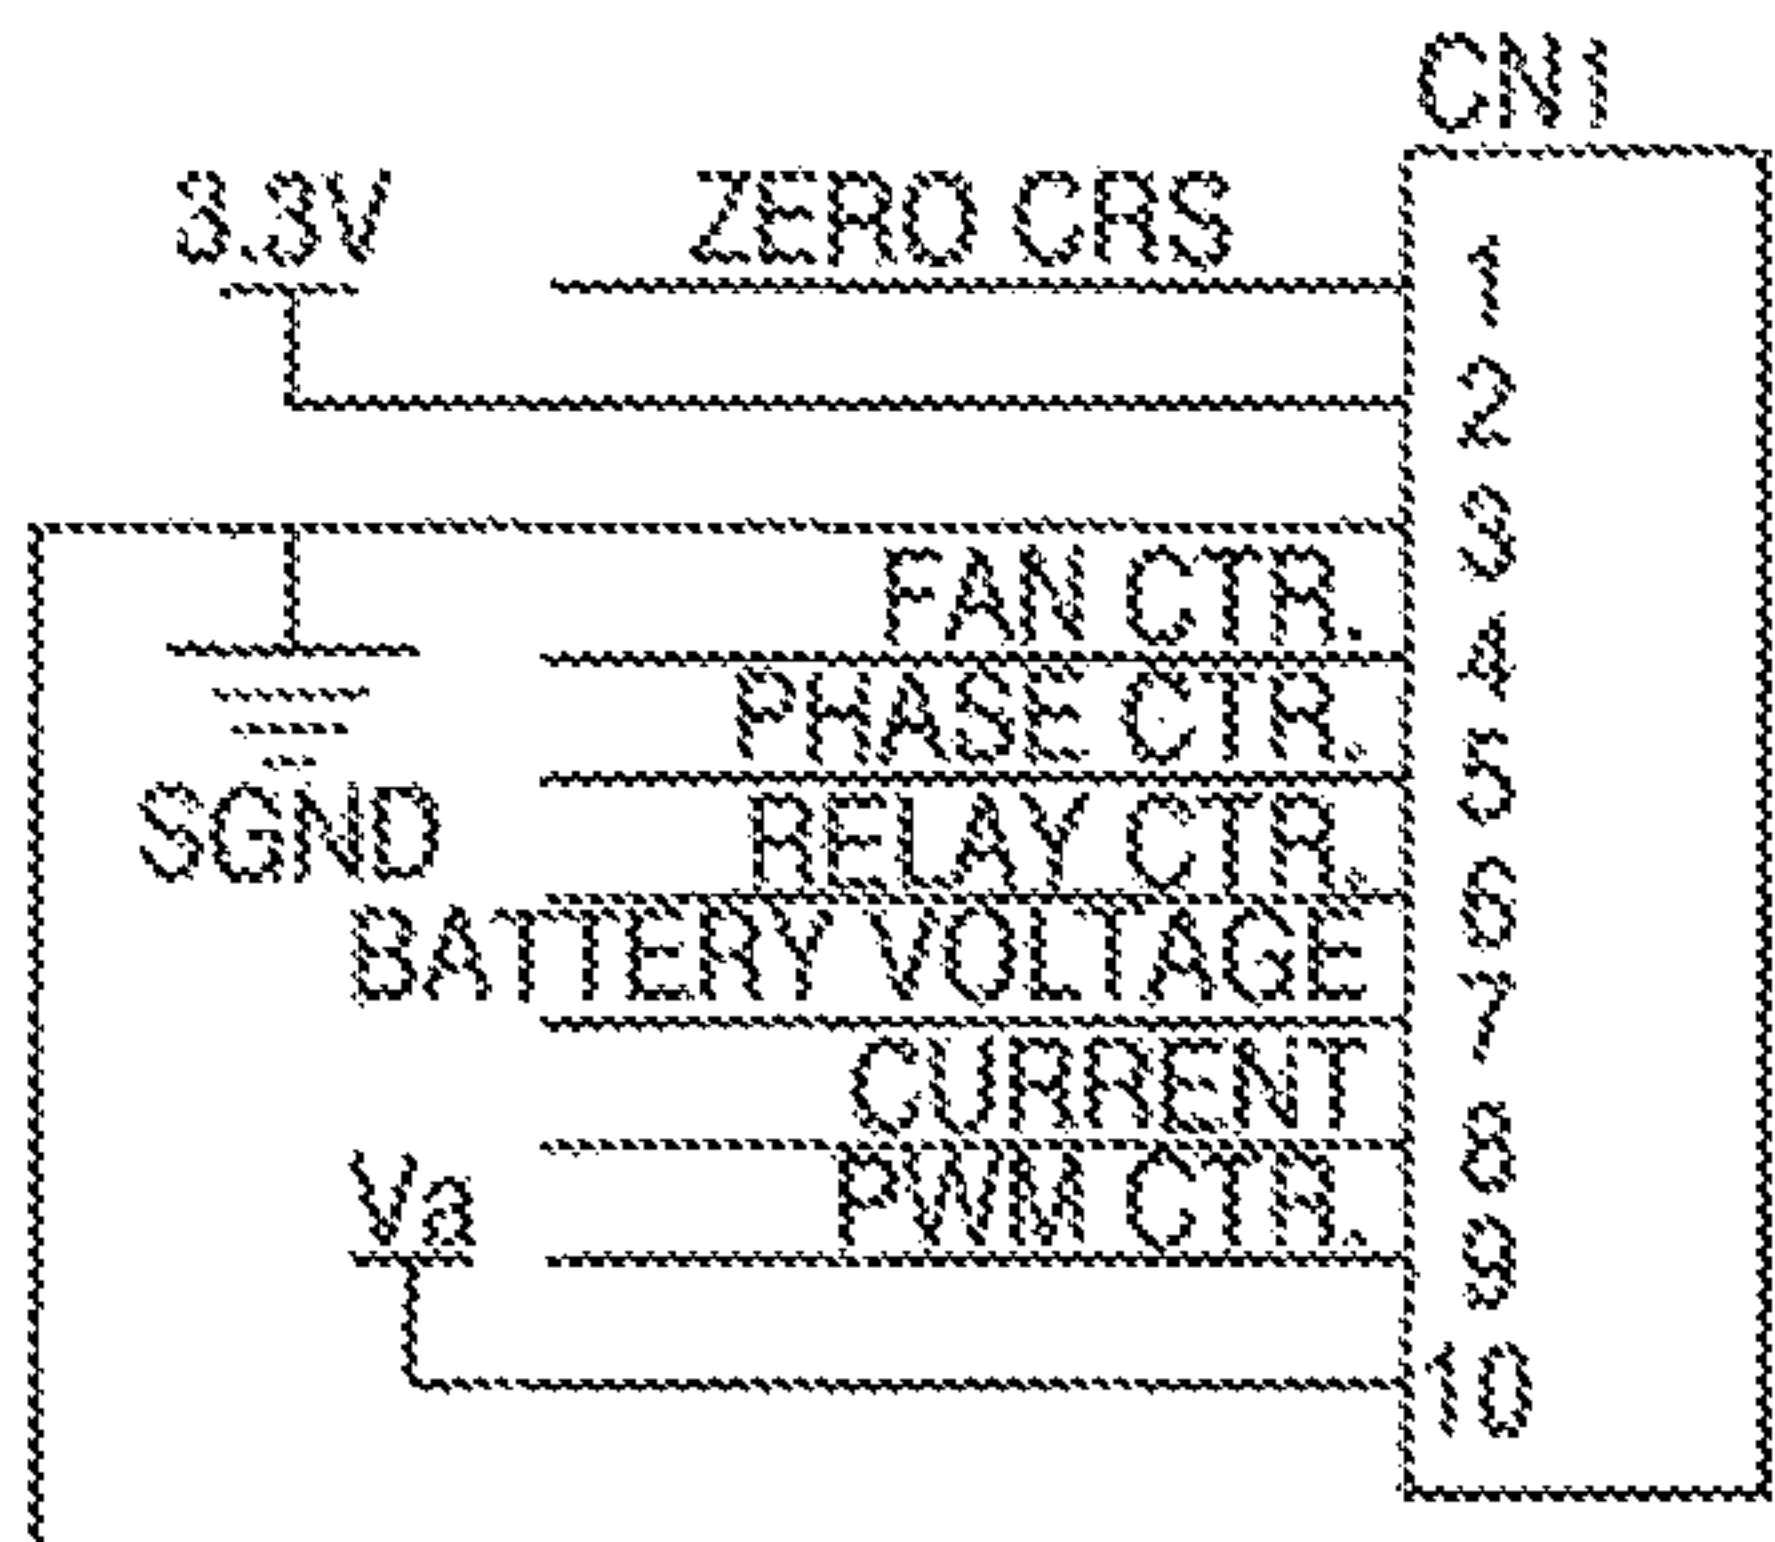 CN1
3.3V ZERO CRS 1
2
3
FAN CTR. 4
PHASE CTR. 5
SGND RELAY CTR. 6
BATTERY VOLTAGE 7
CURRENT 8
Va PWM CTR. 9
10